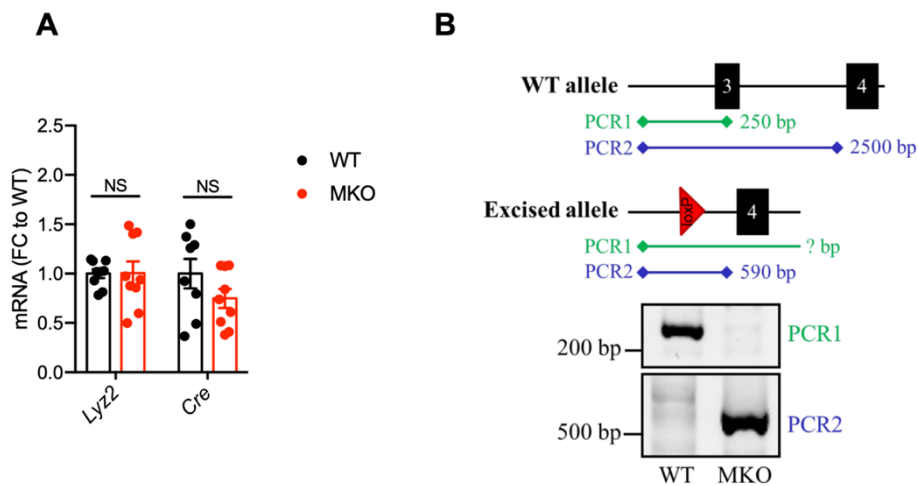 A
mRNA (FC to WT)
2.5
2.0
1.5
1.0
0.5
0.0
NS
NS
Lyz2
Cre
WT
MKO
B
WT allele
3
4
PCR1
250 bp
PCR2
2500 bp
Excised allele
loxP
4
PCR1
? bp
PCR2
590 bp
200 bp
PCR1
500 bp
PCR2
WT MKO